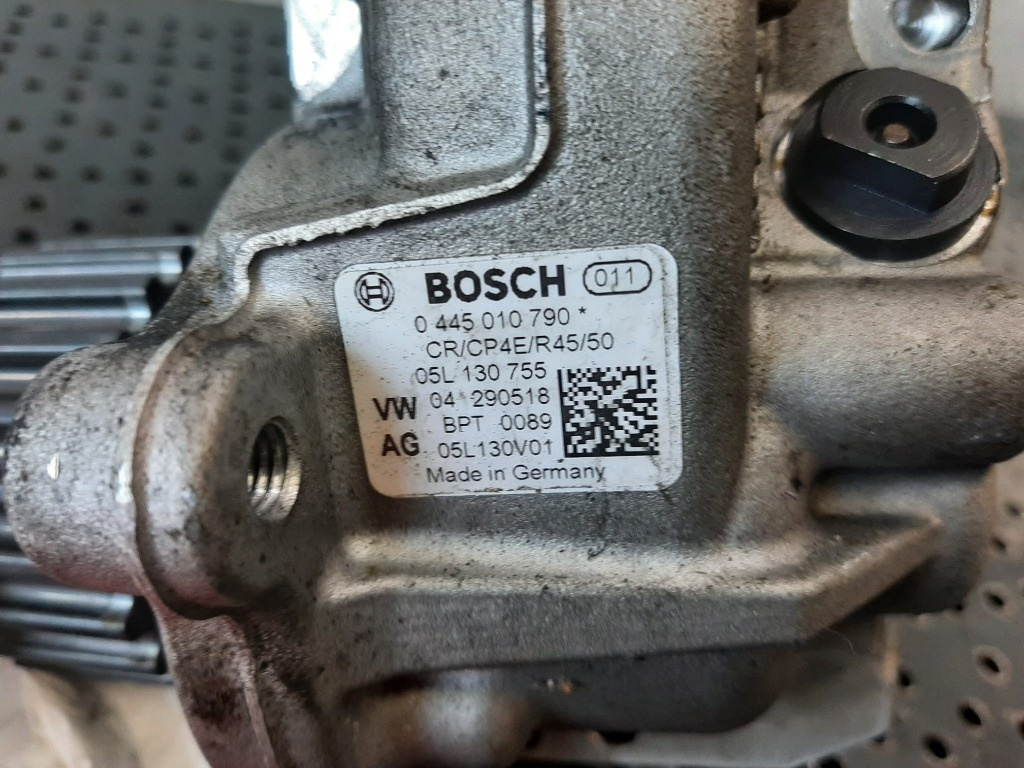 BOSCH 011
0 445 010 790 *
CR/CP4E/R45/50
05L 130 755
VW 04 290518
BPT 0089
AG 05L130V01
Made in Germany